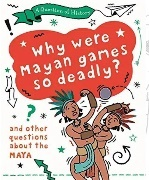 A Question of History
Why were
Mayan games
so deadly?
?
and other
questions
about the
MAYA